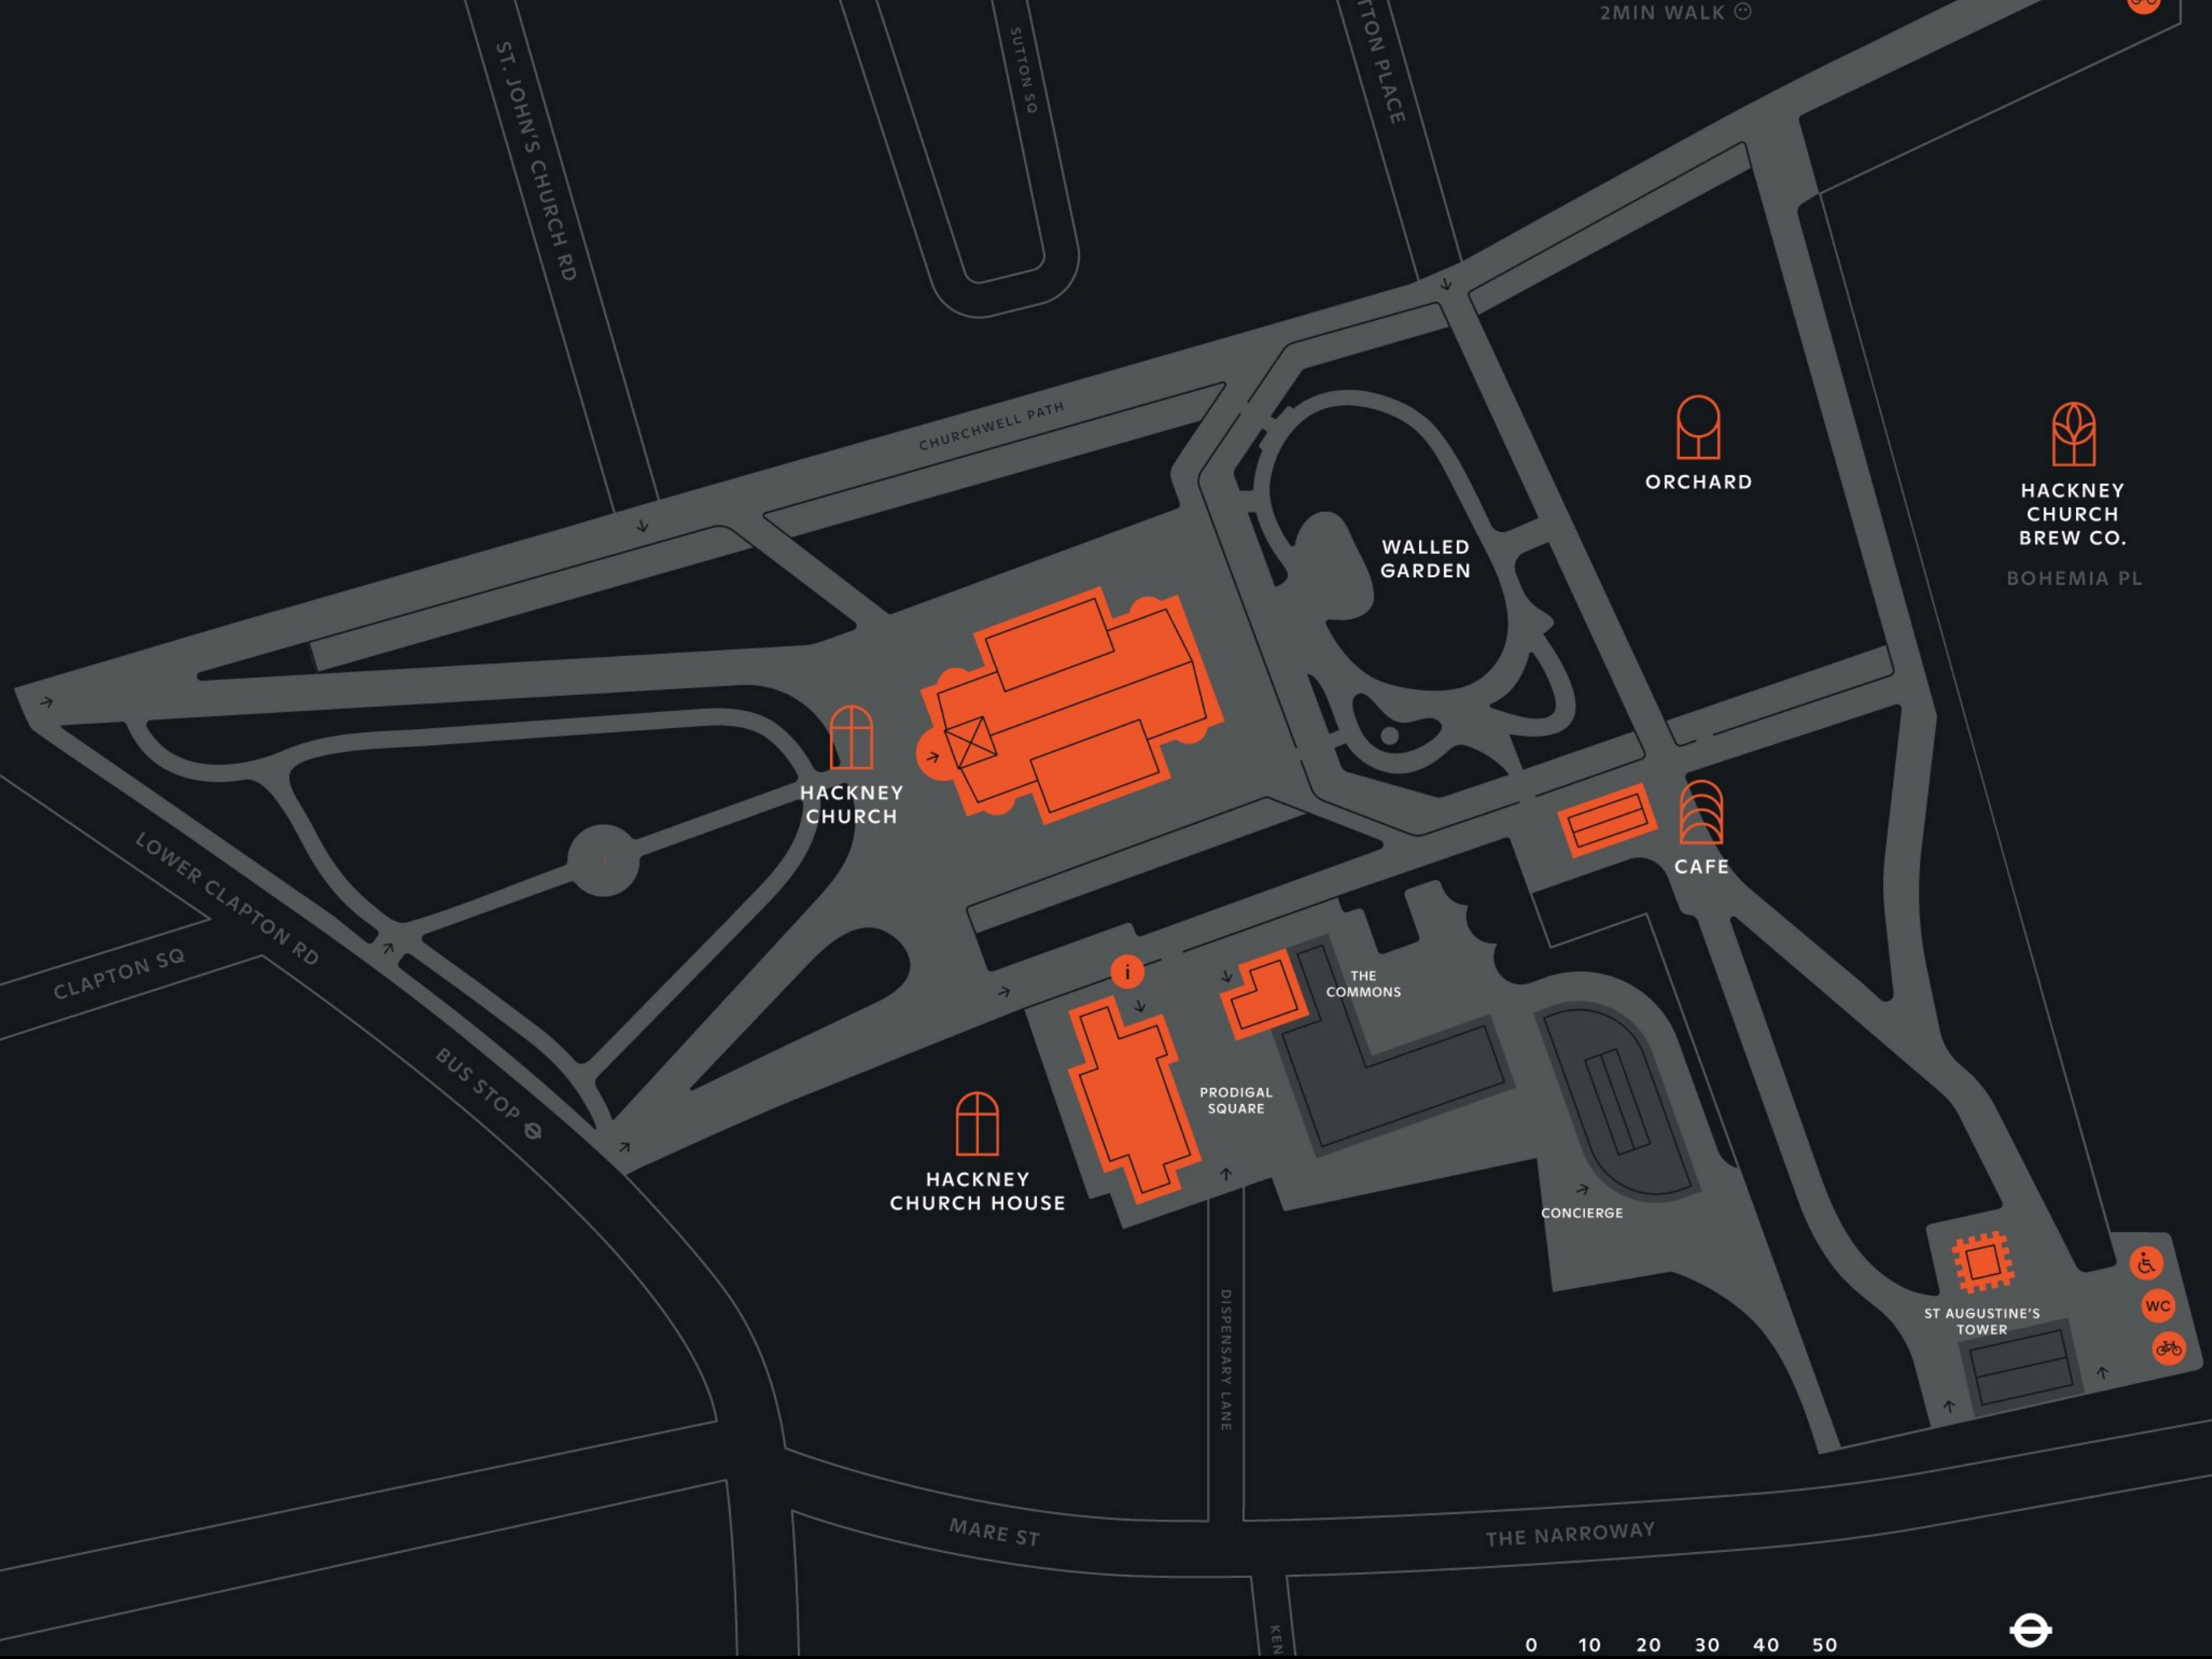 2MIN WALK
ST. JOHN'S CHURCH RD
SUTTON SQ
TTON PLACE
CHURCHWELL PATH
ORCHARD
HACKNEY
CHURCH
BREW CO.
BOHEMIA PL
WALLED
GARDEN
HACKNEY
CHURCH
CAFE
LOWER CLAPTON RD
CLAPTON SQ
BUS STOP
i
THE
COMMONS
PRODIGAL
SQUARE
HACKNEY
CHURCH HOUSE
CONCIERGE
ST AUGUSTINE'S
TOWER
WC
DISPENSARY LANE
MARE ST
THE NARROWAY
KEN
0 10 20 30 40 50